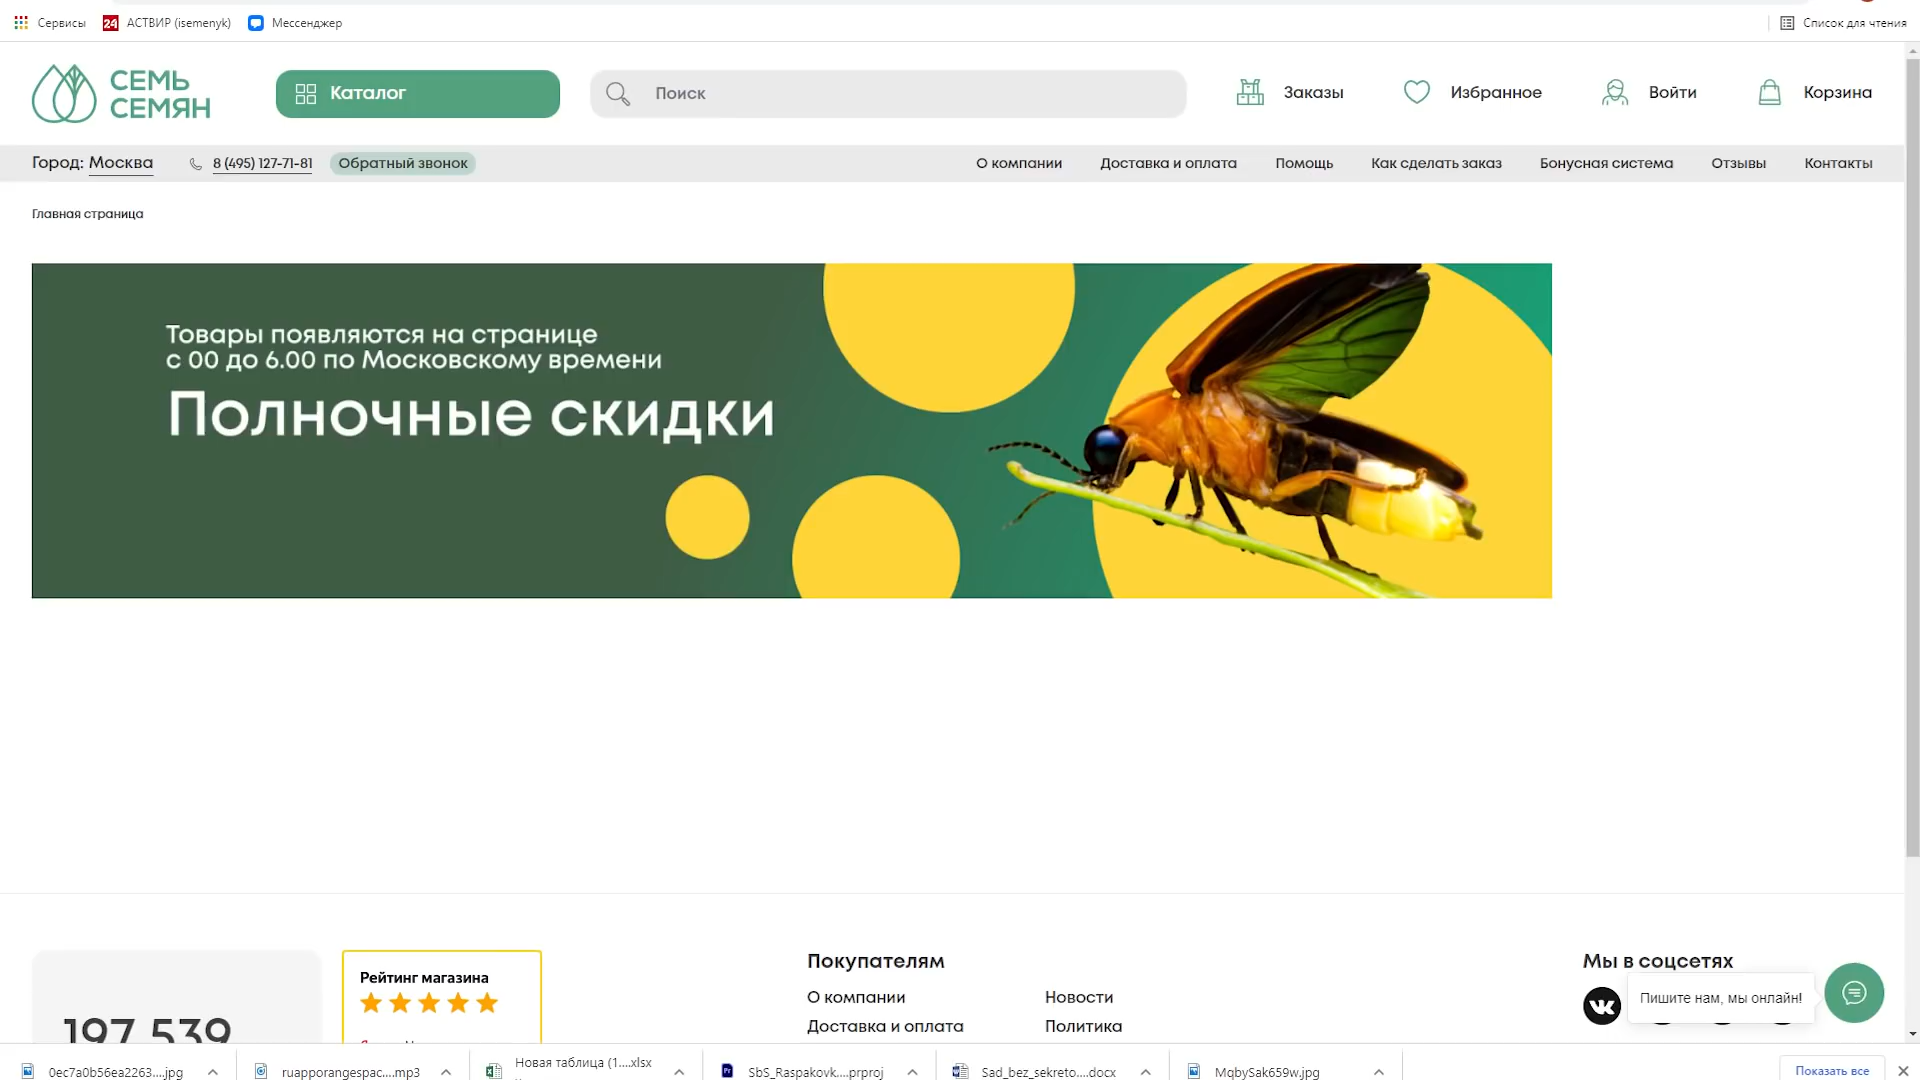 Сервисы
АСТВИР (isemenyk)
Мессенджер
Список для чтения
СЕМЬ
СЕМЯН
Каталог
Поиск
Заказы
Избранное
Войти
Корзина
Город: Москва
8 (495) 127-71-81
Обратный звонок
О компании
Доставка и оплата
Помощь
Как сделать заказ
Бонусная система
Отзывы
Контакты
Главная страница
Товары появляются на странице
с 00 до 6.00 по Московскому времени
Полночные скидки
197 539
Рейтинг магазина
Покупателям
О компании
Новости
Доставка и оплата
Политика
Мы в соцсетях
Пишите нам, мы онлайн!
0ec7a0b56ea2263....jpg
ruapporangespac....mp3
Новая таблица (1....xlsx
SbS_Raspakovk....prproj
Sad_bez_sekreto....docx
MqbySak659w.jpg
Показать все